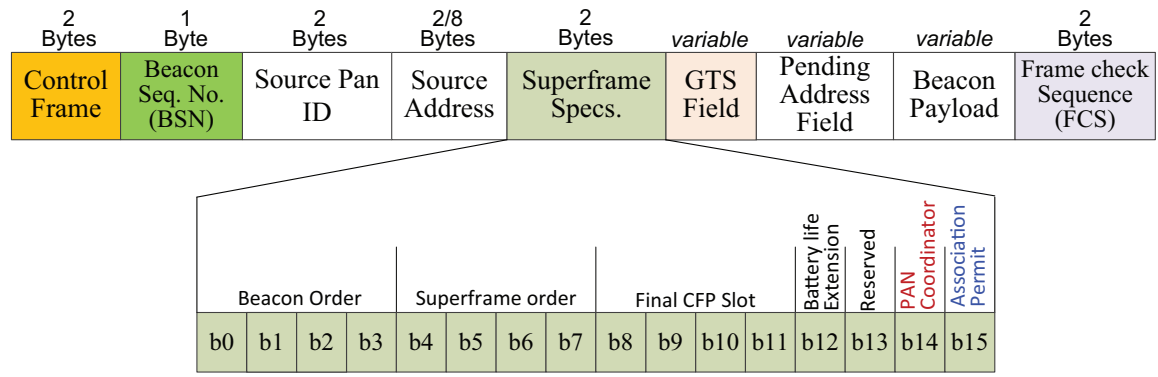 2 1 2 2/8 2 2
Bytes Byte Bytes Bytes Bytes variable variable variable Bytes
Control
Frame
Beacon
Seq. No.
(BSN)
Source Pan
ID
Source
Address
Superframe
Specs.
GTS
Field
Pending
Address
Field
Beacon
Payload
Frame check
Sequence
(FCS)
Beacon Order
Superframe order
Final CFP Slot
Battery life
Extension
Reserved
PAN
Coordinator
Association
Permit
b0 b1 b2 b3 b4 b5 b6 b7 b8 b9 b10 b11 b12 b13 b14 b15